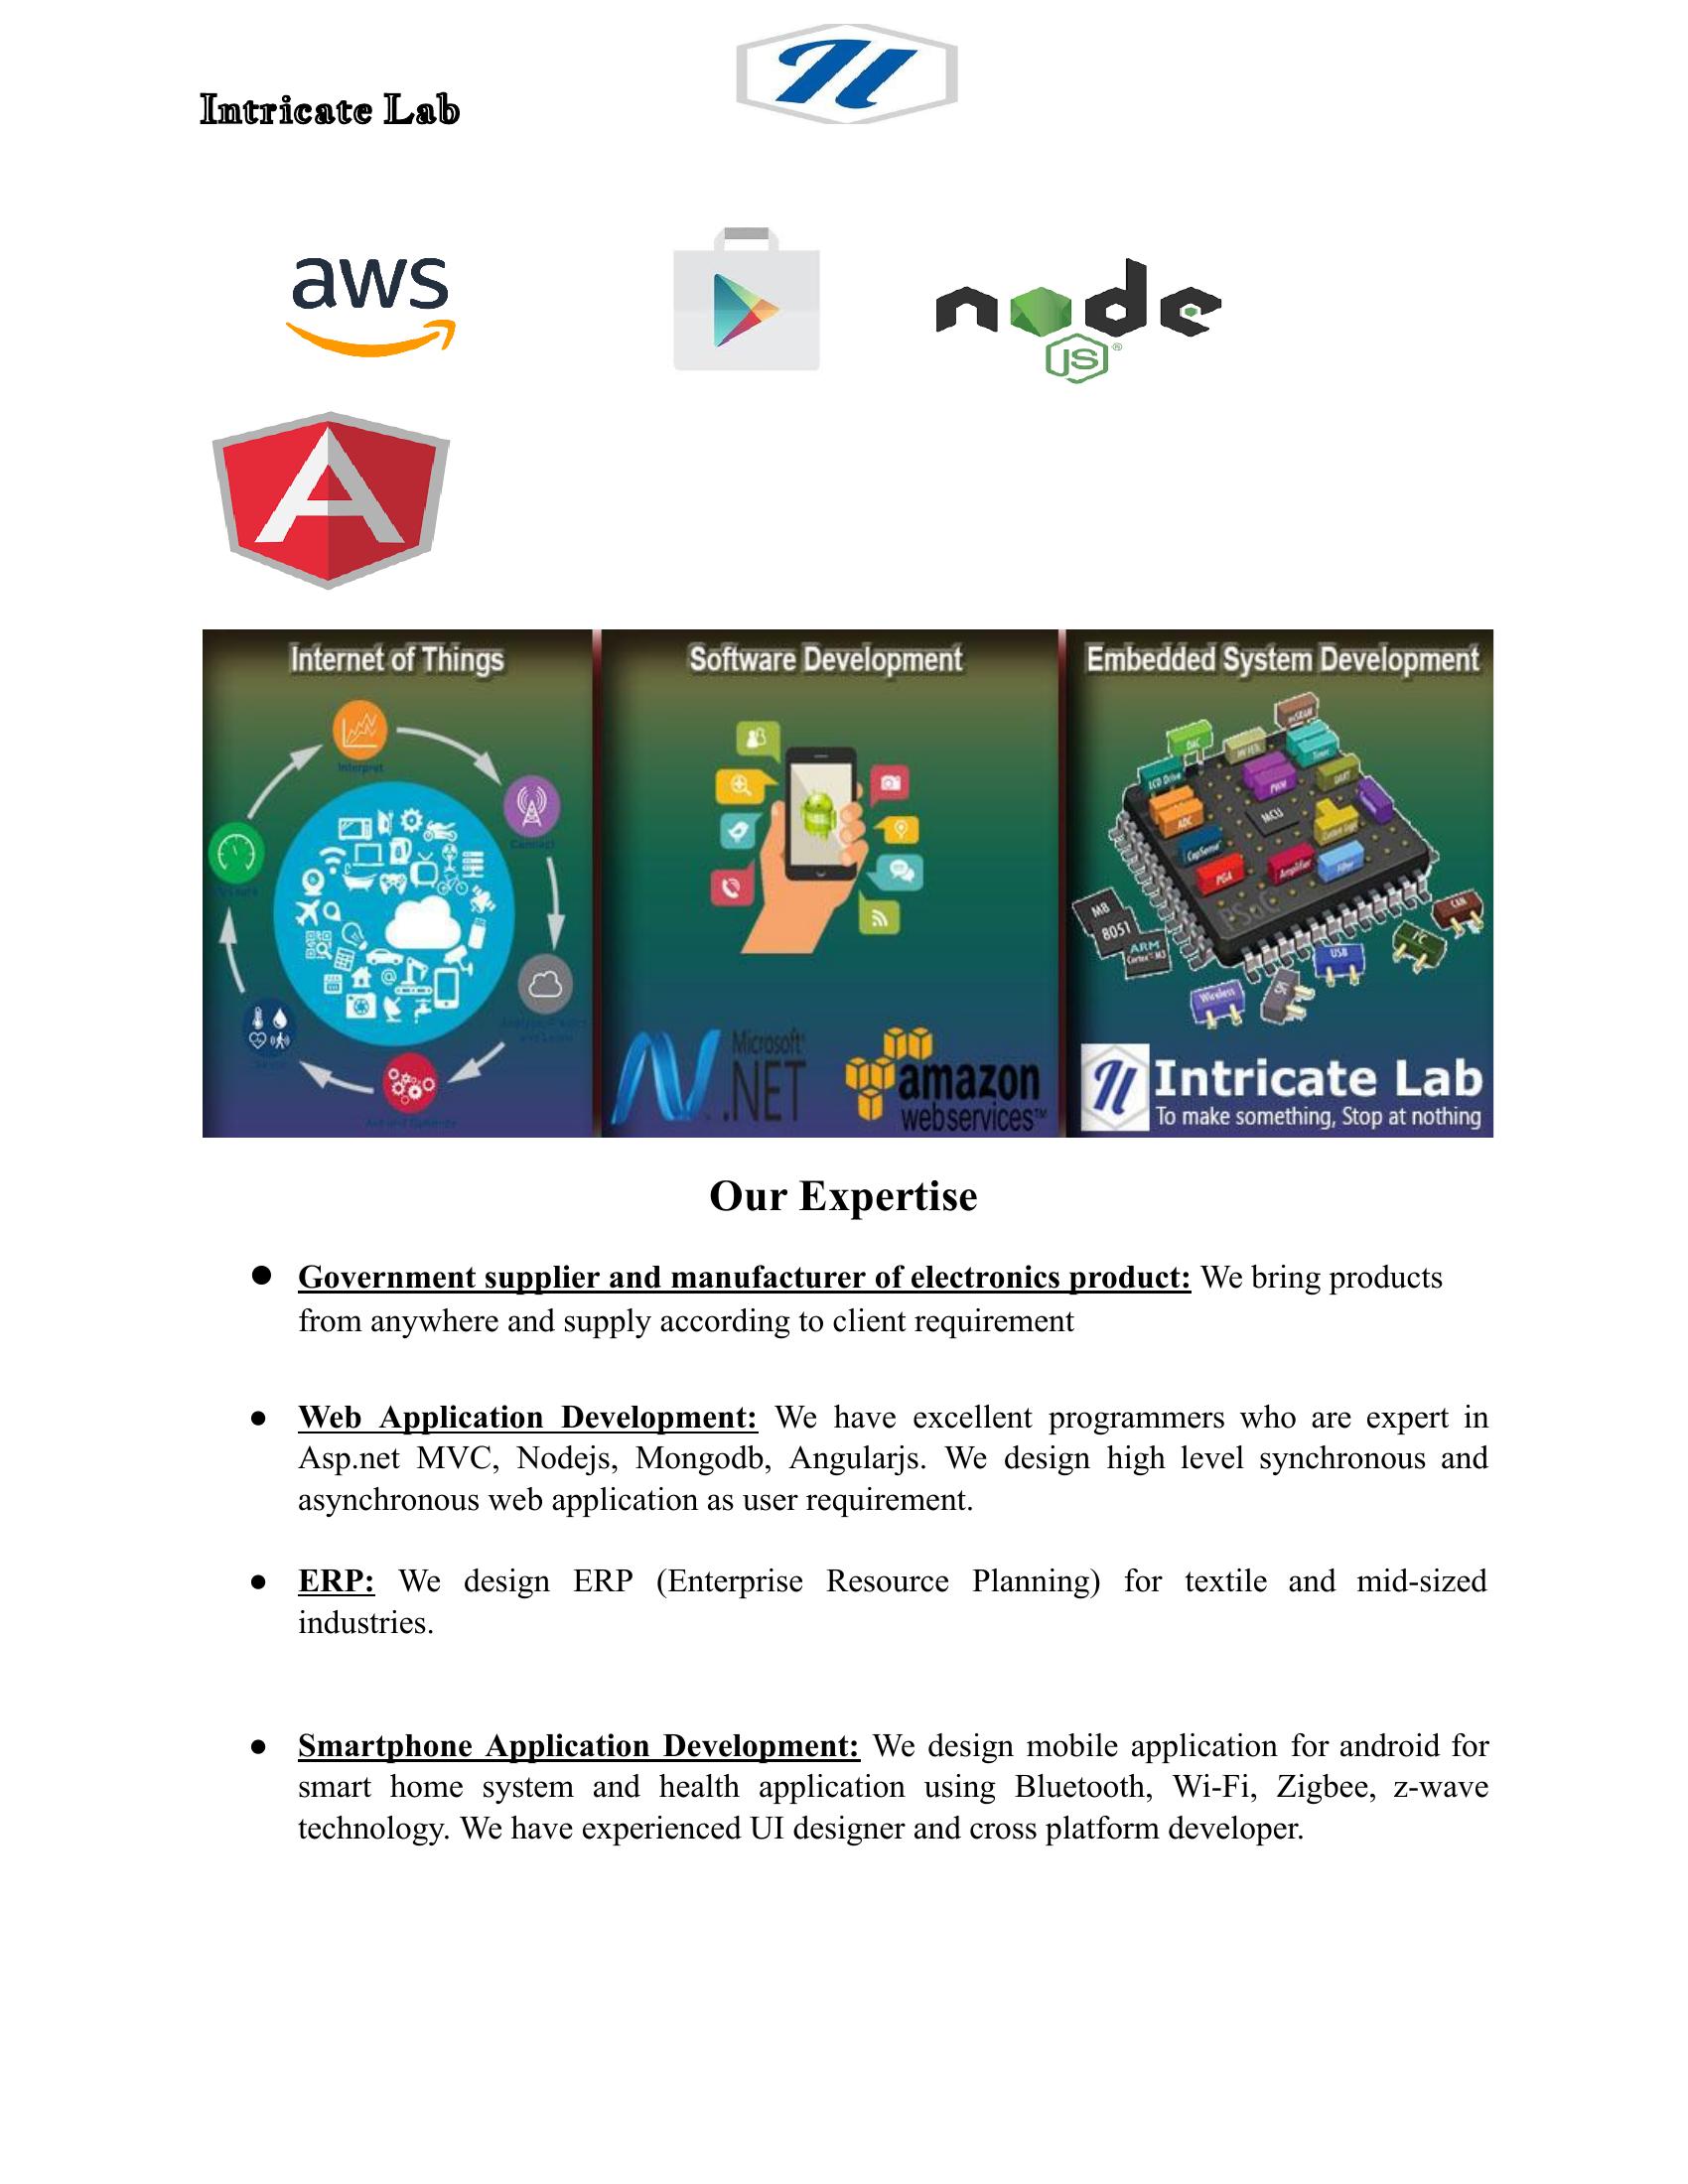 Intricate Lab
aws
node
JS®
Internet of Things
Software Development
Embedded System Development
Interpret
Connect
mSRAM
DAC
Timer
LCD Drive
PWM
UART
ADC
MCU
CapSense
PGA
Amplifier
Filter
PSoC
M8
8051
ARM
Cortex-M3
CAN
I²C
USB
Wireless
Microsoft®
.NET
amazon
webservices™
Intricate Lab
To make something, Stop at nothing
Our Expertise
● Government supplier and manufacturer of electronics product: We bring products
from anywhere and supply according to client requirement
● Web Application Development: We have excellent programmers who are expert in
Asp.net MVC, Nodejs, Mongodb, Angularjs. We design high level synchronous and
asynchronous web application as user requirement.
● ERP: We design ERP (Enterprise Resource Planning) for textile and mid-sized
industries.
● Smartphone Application Development: We design mobile application for android for
smart home system and health application using Bluetooth, Wi-Fi, Zigbee, z-wave
technology. We have experienced UI designer and cross platform developer.